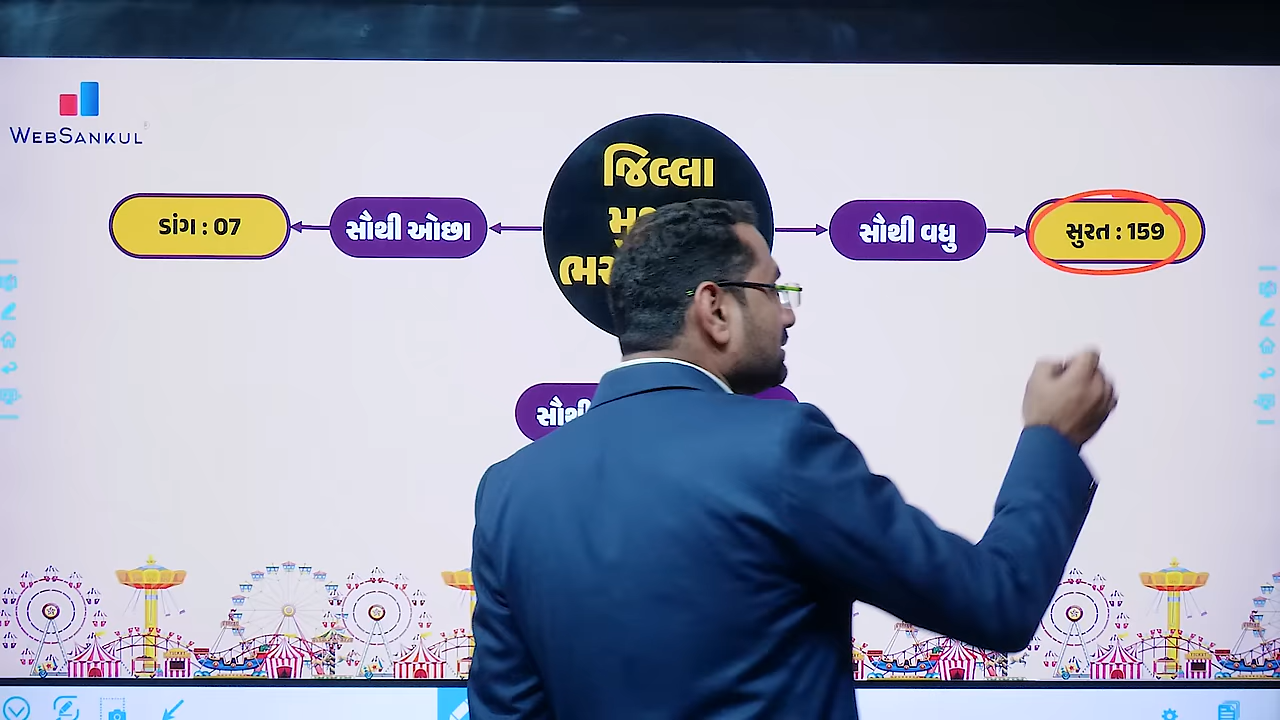 WEBSANKUL
જિલ્લા
ડાંગ : 07
સૌથી ઓછા
સૌથી વધુ
સુરત : 159
સૌથી